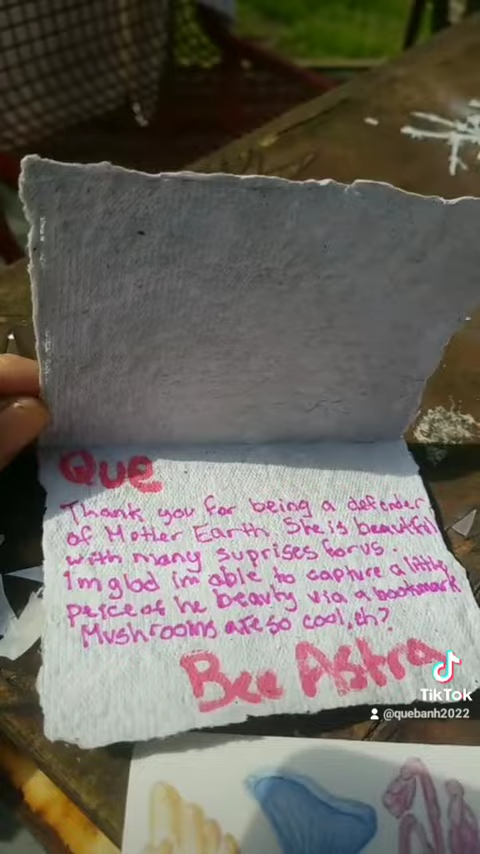 Que
Thank you for being a defender
of Mother Earth. She is beautiful
with many suprises for us.
I'm glad im able to capture a little
peice of he beauty via a bookmark
Mushrooms are so cool, eh?
Bee Astra
TikTok
@quebanh2022